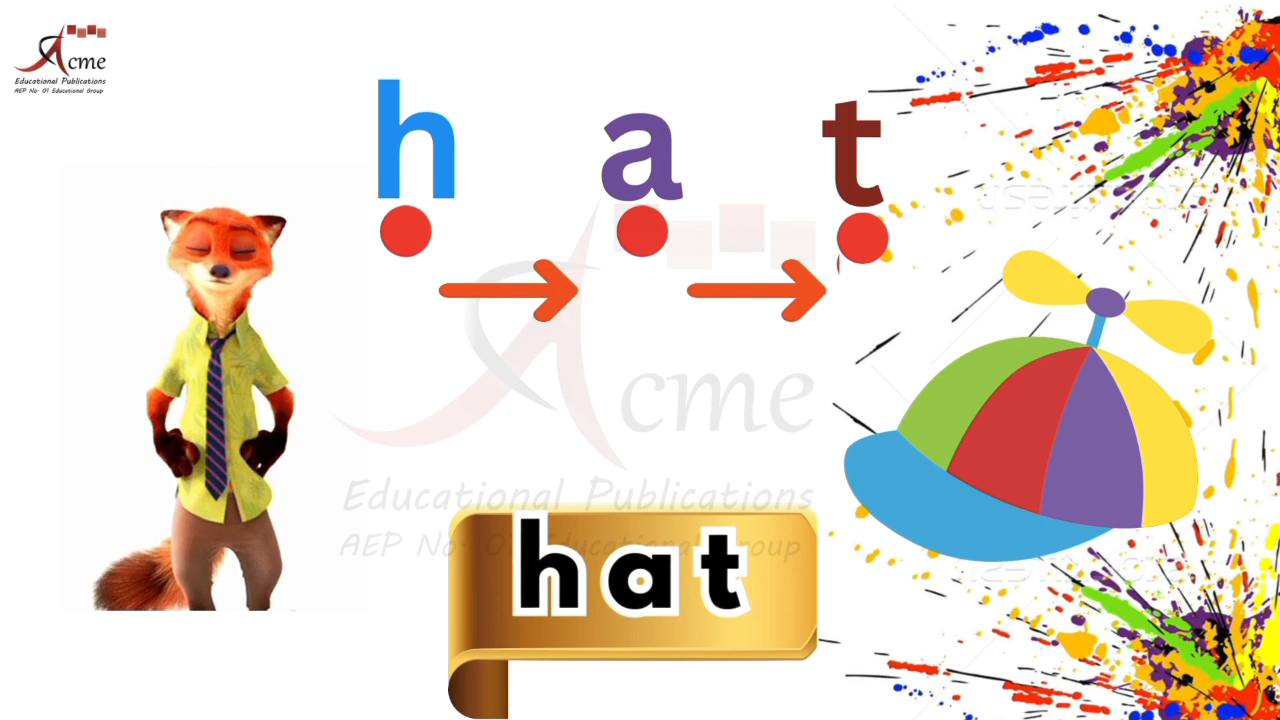 Acme
Educational Publications
AEP No- 01 Educational Group
h a t
Acme
Educational Publications
AEP No- 01 Educational Group
hat